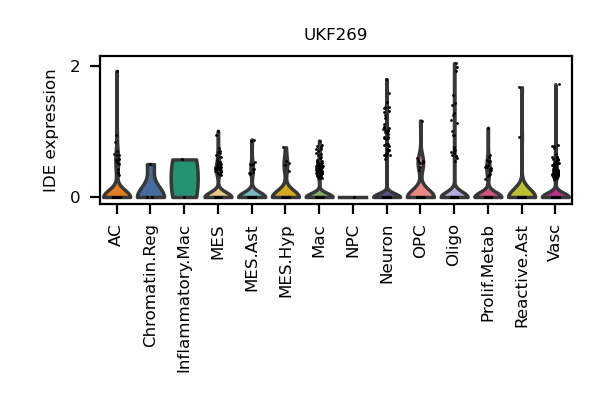 UKF269
IDE expression
2
0
AC
Chromatin.Reg
Inflammatory.Mac
MES
MES.Ast
MES.Hyp
Mac
NPC
Neuron
OPC
Oligo
Prolif.Metab
Reactive.Ast
Vasc